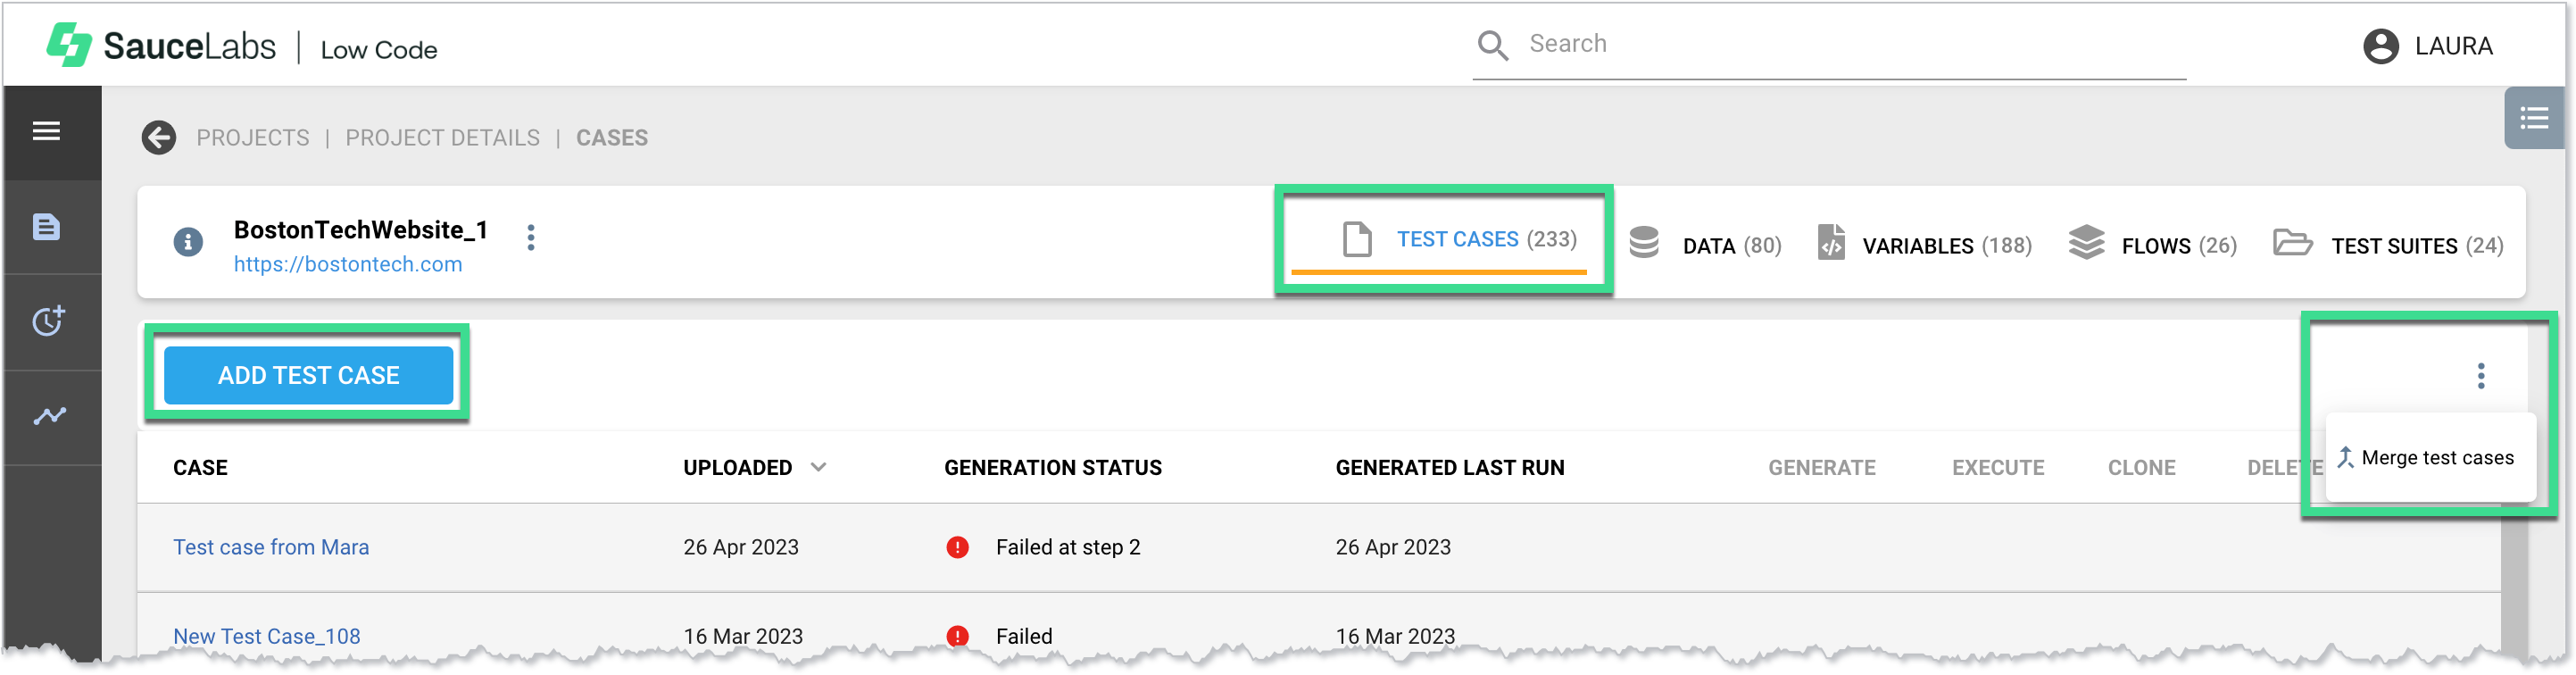 SauceLabs | Low Code
Search
LAURA
PROJECTS | PROJECT DETAILS | CASES
BostonTechWebsite_1
https://bostontech.com
TEST CASES (233)
DATA (80)
VARIABLES (188)
FLOWS (26)
TEST SUITES (24)
ADD TEST CASE
Merge test cases
CASE UPLOADED GENERATION STATUS GENERATED LAST RUN GENERATE EXECUTE CLONE DELETE
Test case from Mara 26 Apr 2023 Failed at step 2 26 Apr 2023
New Test Case_108 16 Mar 2023 Failed 16 Mar 2023